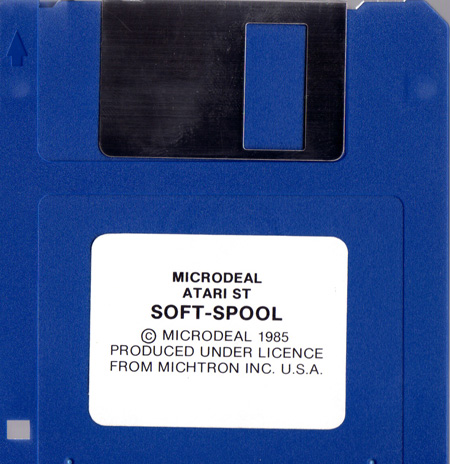 MICRODEAL
ATARI ST
SOFT-SPOOL
© MICRODEAL 1985
PRODUCED UNDER LICENCE
FROM MICHTRON INC. U.S.A.